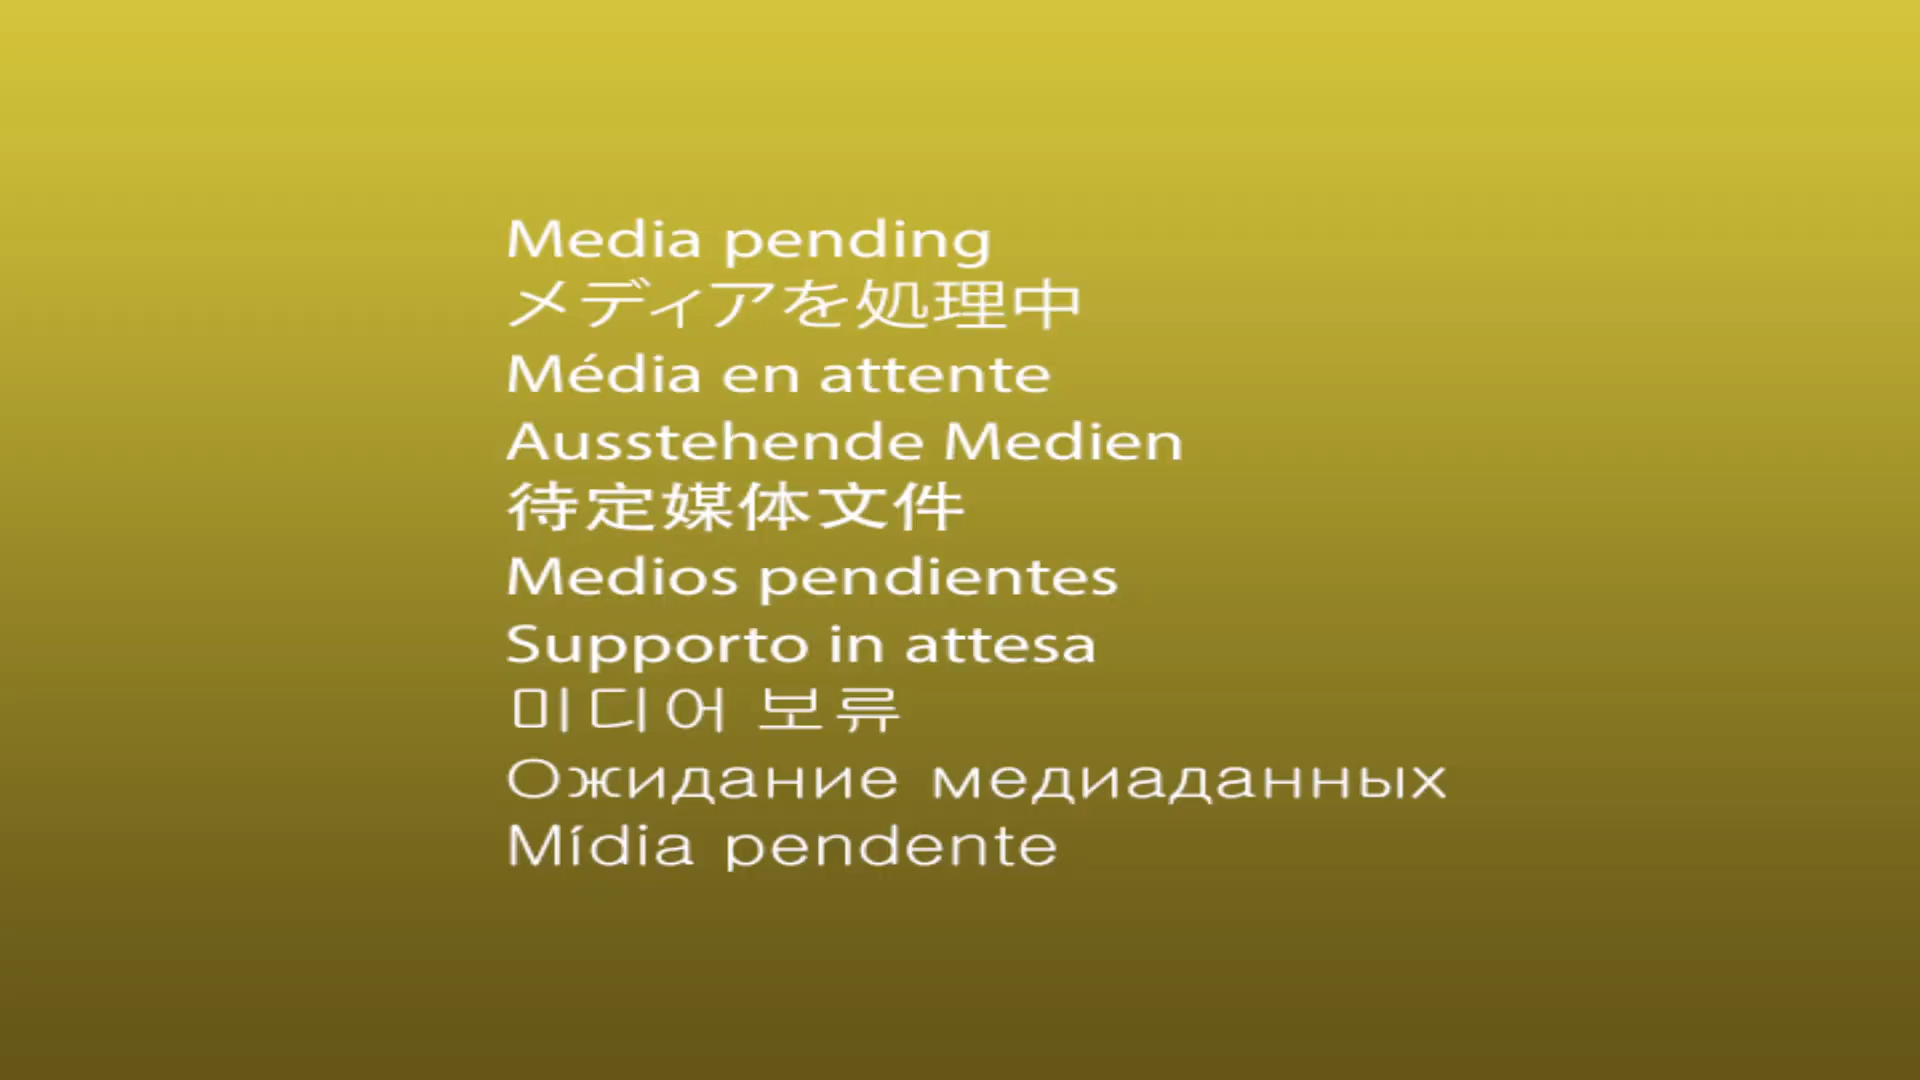 Media pending
メディアを処理中
Média en attente
Ausstehende Medien
待定媒体文件
Medios pendientes
Supporto in attesa
미디어 보류
Ожидание медиаданных
Mídia pendente